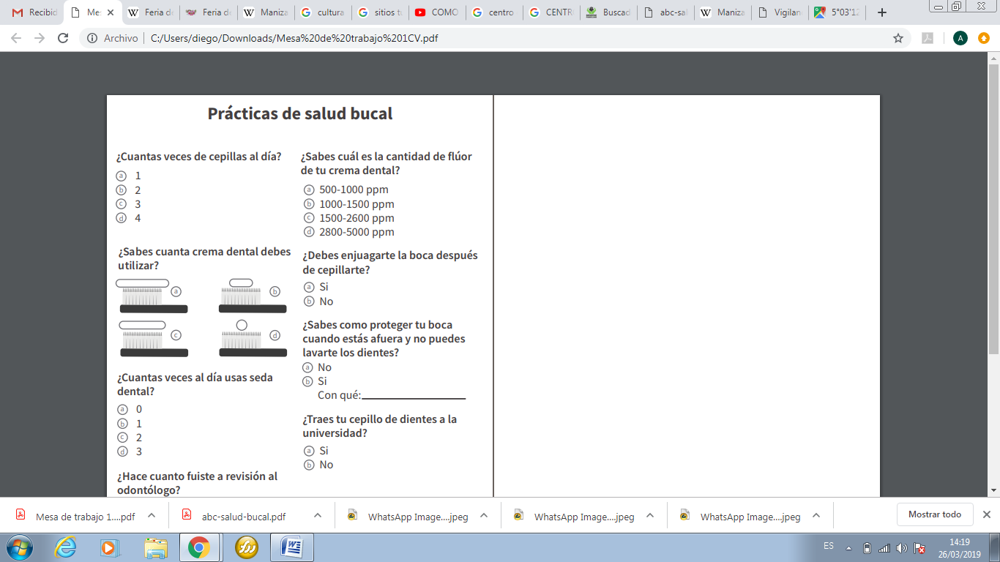 Recibid
Me
Feria d
Feria de
Maniza
cultura
sitios t
COMO
centro
CENTR
Buscad
abc-sal
Maniza
Vigilan
5°03'12
Archivo
C:/Users/diego/Downloads/Mesa%20de%20trabajo%201CV.pdf
A
Prácticas de salud bucal
¿Cuantas veces de cepillas al día?
a 1
b 2
c 3
d 4
¿Sabes cuanta crema dental debes
utilizar?
a
b
c
d
¿Cuantas veces al día usas seda
dental?
a 0
b 1
c 2
d 3
¿Hace cuanto fuiste a revisión al
odontólogo?
¿Sabes cuál es la cantidad de flúor
de tu crema dental?
a 500-1000 ppm
b 1000-1500 ppm
c 1500-2600 ppm
d 2800-5000 ppm
¿Debes enjuagarte la boca después
de cepillarte?
a Si
b No
¿Sabes como proteger tu boca
cuando estás afuera y no puedes
lavarte los dientes?
a No
b Si
Con qué:
¿Traes tu cepillo de dientes a la
universidad?
a Si
b No
Mesa de trabajo 1....pdf
abc-salud-bucal.pdf
WhatsApp Image....jpeg
WhatsApp Image....jpeg
WhatsApp Image....jpeg
Mostrar todo
ES
14:19
26/03/2019